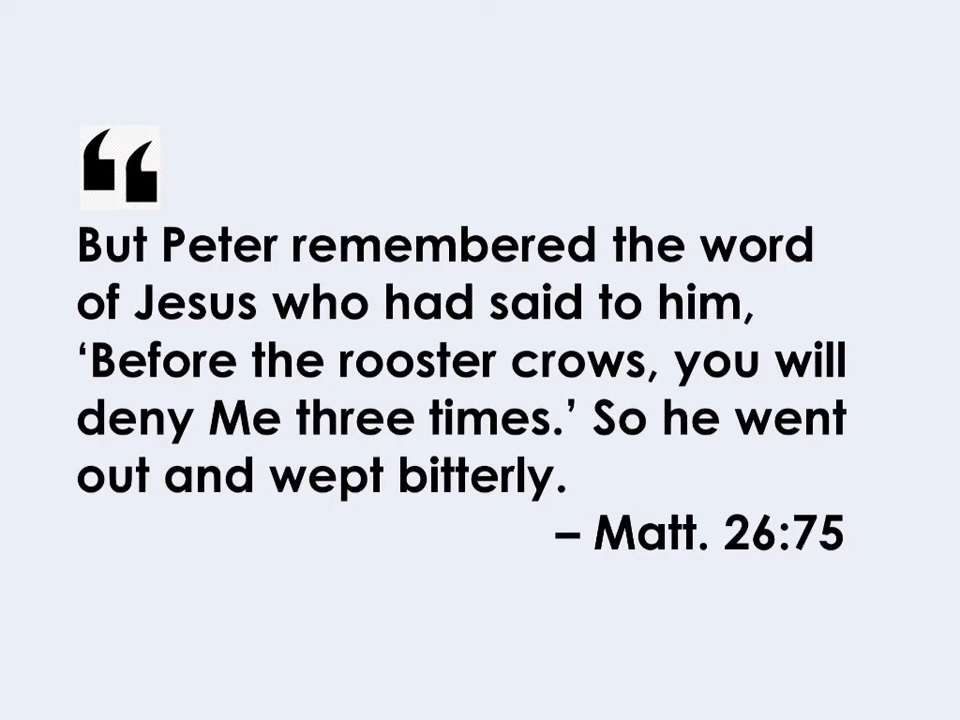 “
But Peter remembered the word
of Jesus who had said to him,
‘Before the rooster crows, you will
deny Me three times.’ So he went
out and wept bitterly.
– Matt. 26:75